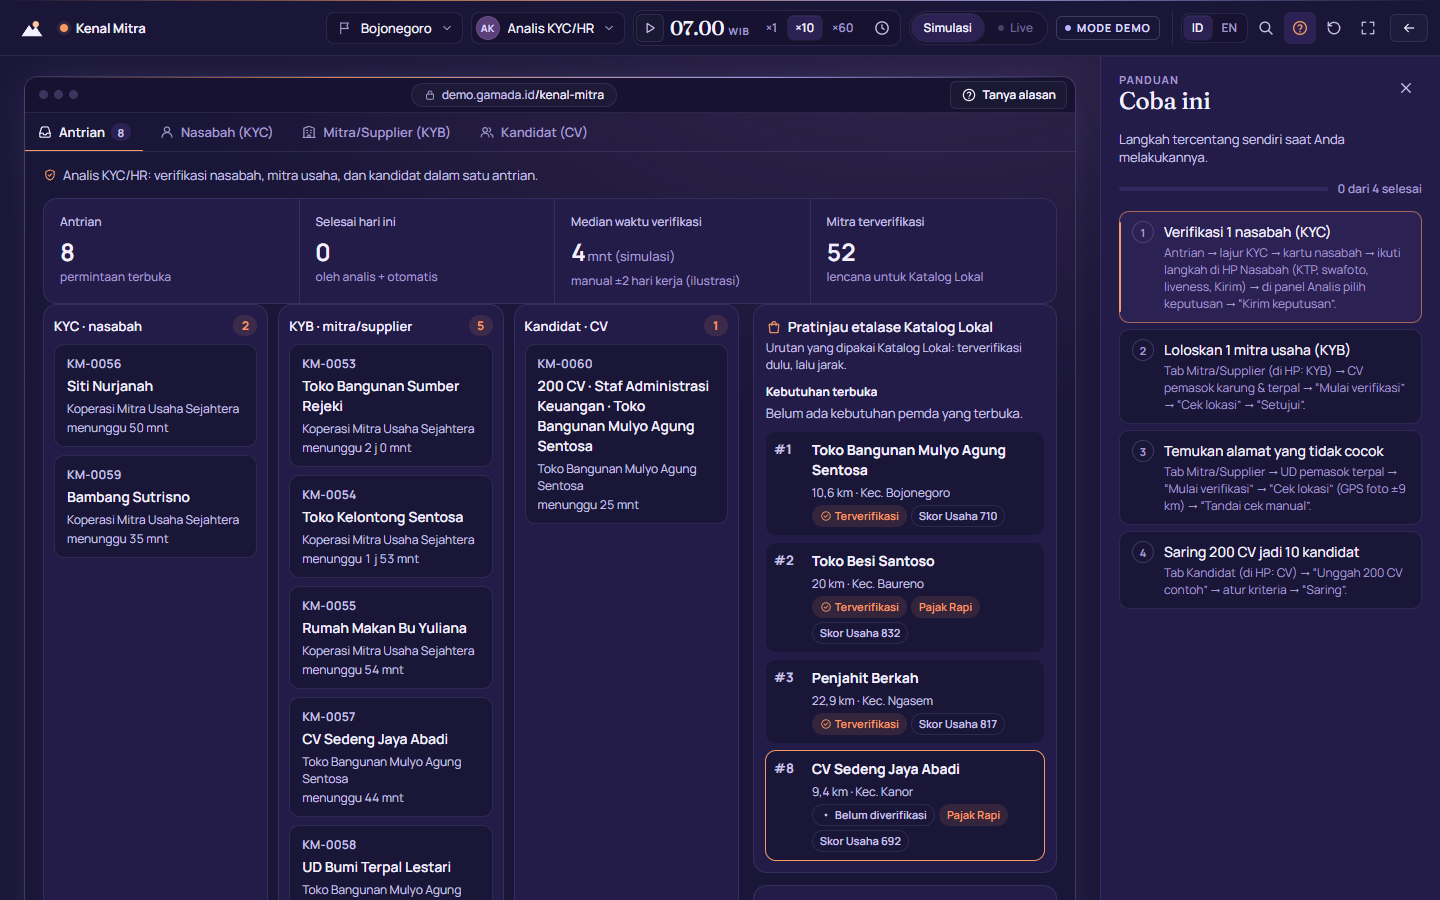 Kenal Mitra
Bojonegoro
AK Analis KYC/HR
07.00 WIB
×1 ×10 ×60
Simulasi
Live
MODE DEMO
ID EN
demo.gamada.id/kenal-mitra
Tanya alasan
Antrian 8
Nasabah (KYC)
Mitra/Supplier (KYB)
Kandidat (CV)
Analis KYC/HR: verifikasi nasabah, mitra usaha, dan kandidat dalam satu antrian.
Antrian
8
permintaan terbuka
Selesai hari ini
0
oleh analis + otomatis
Median waktu verifikasi
4 mnt (simulasi)
manual ±2 hari kerja (ilustrasi)
Mitra terverifikasi
52
lencana untuk Katalog Lokal
KYC · nasabah 2
KM-0056
Siti Nurjanah
Koperasi Mitra Usaha Sejahtera
menunggu 50 mnt
KM-0059
Bambang Sutrisno
Koperasi Mitra Usaha Sejahtera
menunggu 35 mnt
KYB · mitra/supplier 5
KM-0053
Toko Bangunan Sumber
Rejeki
Koperasi Mitra Usaha Sejahtera
menunggu 2 j 0 mnt
KM-0054
Toko Kelontong Sentosa
Koperasi Mitra Usaha Sejahtera
menunggu 1 j 53 mnt
KM-0055
Rumah Makan Bu Yuliana
Koperasi Mitra Usaha Sejahtera
menunggu 54 mnt
KM-0057
CV Sedeng Jaya Abadi
Toko Bangunan Mulyo Agung
Sentosa
menunggu 44 mnt
KM-0058
UD Bumi Terpal Lestari
Toko Bangunan Mulyo Agung
Kandidat · CV 1
KM-0060
200 CV · Staf Administrasi
Keuangan · Toko
Bangunan Mulyo Agung
Sentosa
Toko Bangunan Mulyo Agung
Sentosa
menunggu 25 mnt
Pratinjau etalase Katalog Lokal
Urutan yang dipakai Katalog Lokal: terverifikasi
dulu, lalu jarak.
Kebutuhan terbuka
Belum ada kebutuhan pemda yang terbuka.
#1 Toko Bangunan Mulyo Agung
Sentosa
10,6 km · Kec. Bojonegoro
Terverifikasi Skor Usaha 710
#2 Toko Besi Santoso
20 km · Kec. Baureno
Terverifikasi Pajak Rapi
Skor Usaha 832
#3 Penjahit Berkah
22,9 km · Kec. Ngasem
Terverifikasi Skor Usaha 817
#8 CV Sedeng Jaya Abadi
9,4 km · Kec. Kanor
Belum diverifikasi Pajak Rapi
Skor Usaha 692
PANDUAN
Coba ini
Langkah tercentang sendiri saat Anda
melakukannya.
0 dari 4 selesai
1 Verifikasi 1 nasabah (KYC)
Antrian → lajur KYC → kartu nasabah → ikuti
langkah di HP Nasabah (KTP, swafoto,
liveness, Kirim) → di panel Analis pilih
keputusan → "Kirim keputusan".
2 Loloskan 1 mitra usaha (KYB)
Tab Mitra/Supplier (di HP: KYB) → CV
pemasok karung & terpal → "Mulai verifikasi"
→ "Cek lokasi" → "Setujui".
3 Temukan alamat yang tidak cocok
Tab Mitra/Supplier → UD pemasok terpal →
"Mulai verifikasi" → "Cek lokasi" (GPS foto ±9
km) → "Tandai cek manual".
4 Saring 200 CV jadi 10 kandidat
Tab Kandidat (di HP: CV) → "Unggah 200 CV
contoh" → atur kriteria → "Saring".